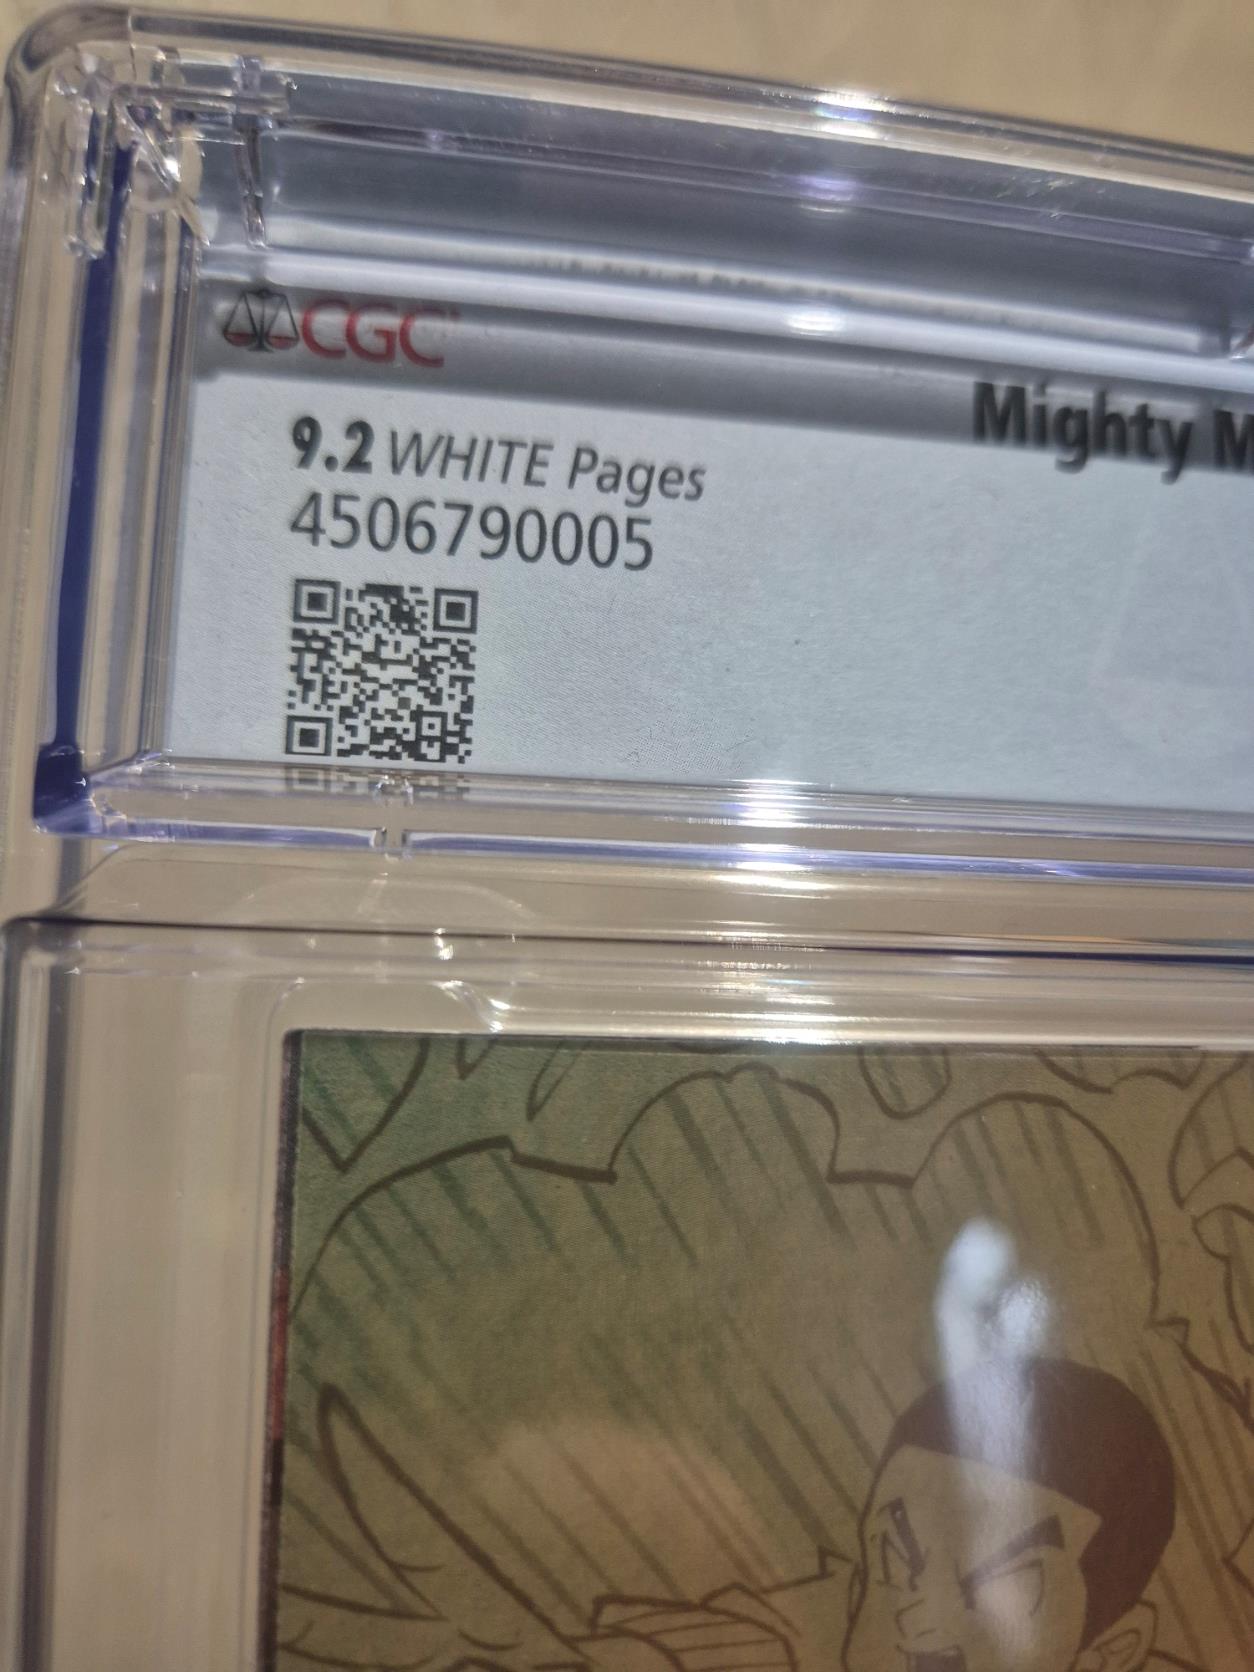 CGC
Mighty M
9.2 WHITE Pages
4506790005